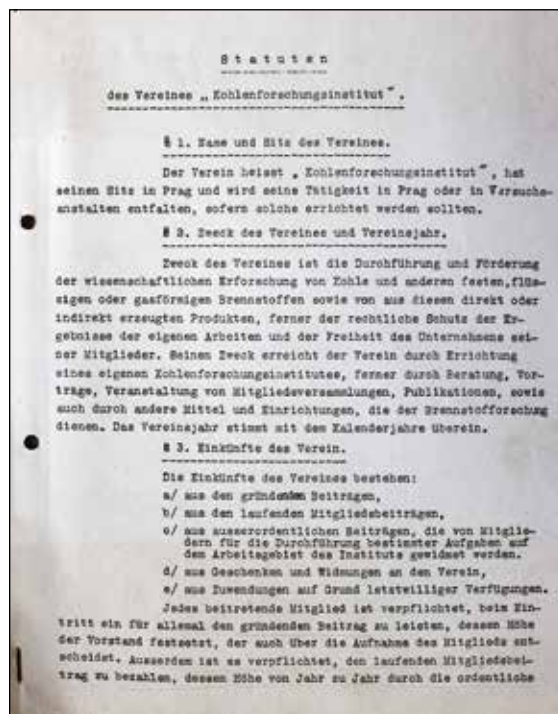 Statuten
des Vereines „Kohlenforschungsinstitut“.
§ 1. Name und Sitz des Vereines.
Der Verein heisst „Kohlenforschungsinstitut“, hat
seinen Sitz in Prag und wird seine Tätigkeit in Prag oder in Versuchs-
anstalten entfalten, sofern solche errichtet werden sollten.
§ 2. Zweck des Vereines und Vereinsjahr.
Zweck des Vereines ist die Durchführung und Förderung
der wissenschaftlichen Erforschung von Kohle und anderen festen,flüs-
sigen oder gasförmigen Brennstoffen sowie von aus diesen direkt oder
indirekt erzeugten Produkten, ferner der rechtliche Schutz der Er-
gebnisse der eigenen Arbeiten und der Freiheit des Unternehmens sei-
ner Mitglieder. Seinen Zweck erreicht der Verein durch Errichtung
eines eigenen Kohlenforschungsinstitutes, ferner durch Beratung, Vor-
träge, Veranstaltung von Mitgliedsversammlungen, Publikationen, sowie
auch durch andere Mittel und Einrichtungen, die der Brennstofforschung
dienen. Das Vereinsjahr stimmt mit dem Kalenderjahre überein.
§ 3. Einkünfte des Verein.
Die Einkünfte des Vereines bestehen:
a/ aus den gründenden Beiträgen,
b/ aus den laufenden Mitgliedsbeiträgen,
c/ aus ausserordentlichen Beiträgen, die von Mitglie-
dern für die Durchführung bestimmter Aufgaben auf
dem Arbeitsgebiet des Instituts gewidmet werden.
d/ aus Geschenken und Widmungen an den Verein,
e/ aus Zuwendungen auf Grund letztwilliger Verfügungen.
Jedes beitretende Mitglied ist verpflichtet, beim Ein-
tritt ein für allemal den gründenden Beitrag zu leisten, dessen Höhe
der Vorstand festsetzt, der auch über die Aufnahme des Mitglieds ent-
scheidet. Ausserdem ist es verpflichtet, den laufenden Mitgliedsbei-
trag zu bezahlen, dessen Höhe von Jahr zu Jahr durch die ordentliche